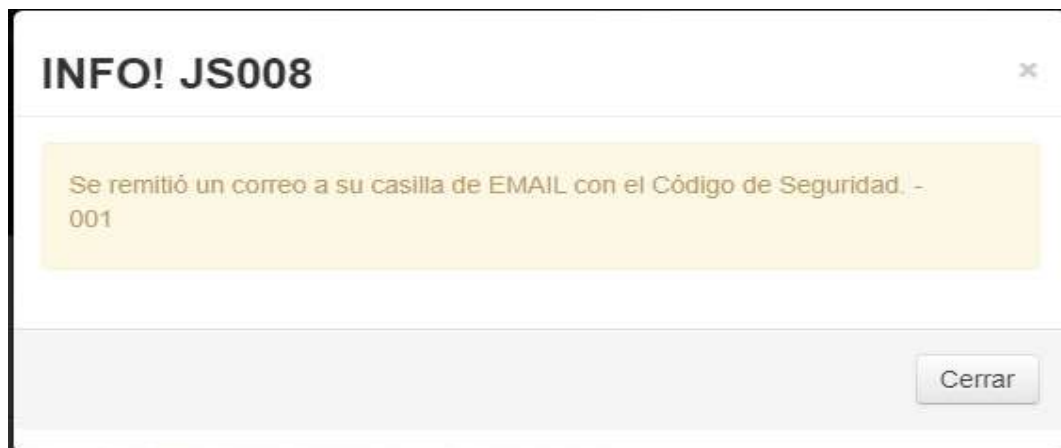 INFO! JS008
×
Se remitió un correo a su casilla de EMAIL con el Código de Seguridad. -
001
Cerrar